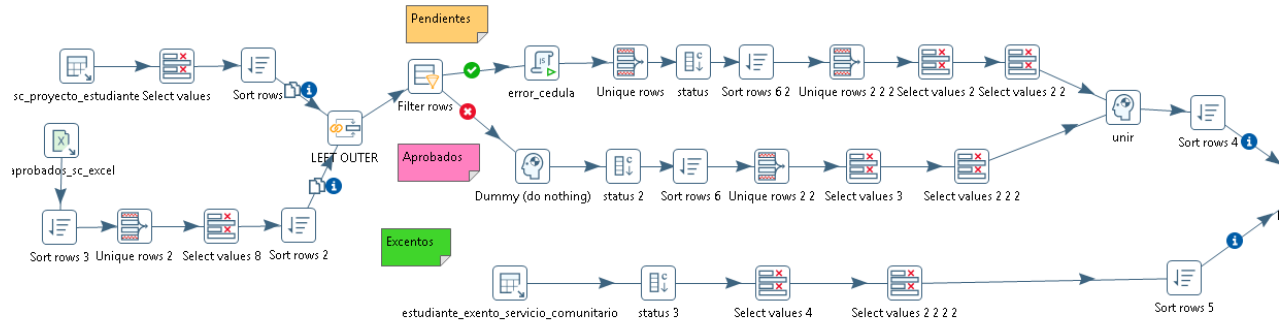 Pendientes
sc_proyecto_estudiante
Select values
Sort rows
Filter rows
error_cedula
Unique rows
status
Sort rows 6 2
Unique rows 2 2 2
Select values 2
Select values 2 2
unir
Sort rows 4
LEFT OUTER
aprobados_sc_excel
Aprobados
Dummy (do nothing)
status 2
Sort rows 6
Unique rows 2 2
Select values 3
Select values 2 2 2
Sort rows 3
Unique rows 2
Select values 8
Sort rows 2
Excentos
estudiante_exento_servicio_comunitario
status 3
Select values 4
Select values 2 2 2 2
Sort rows 5